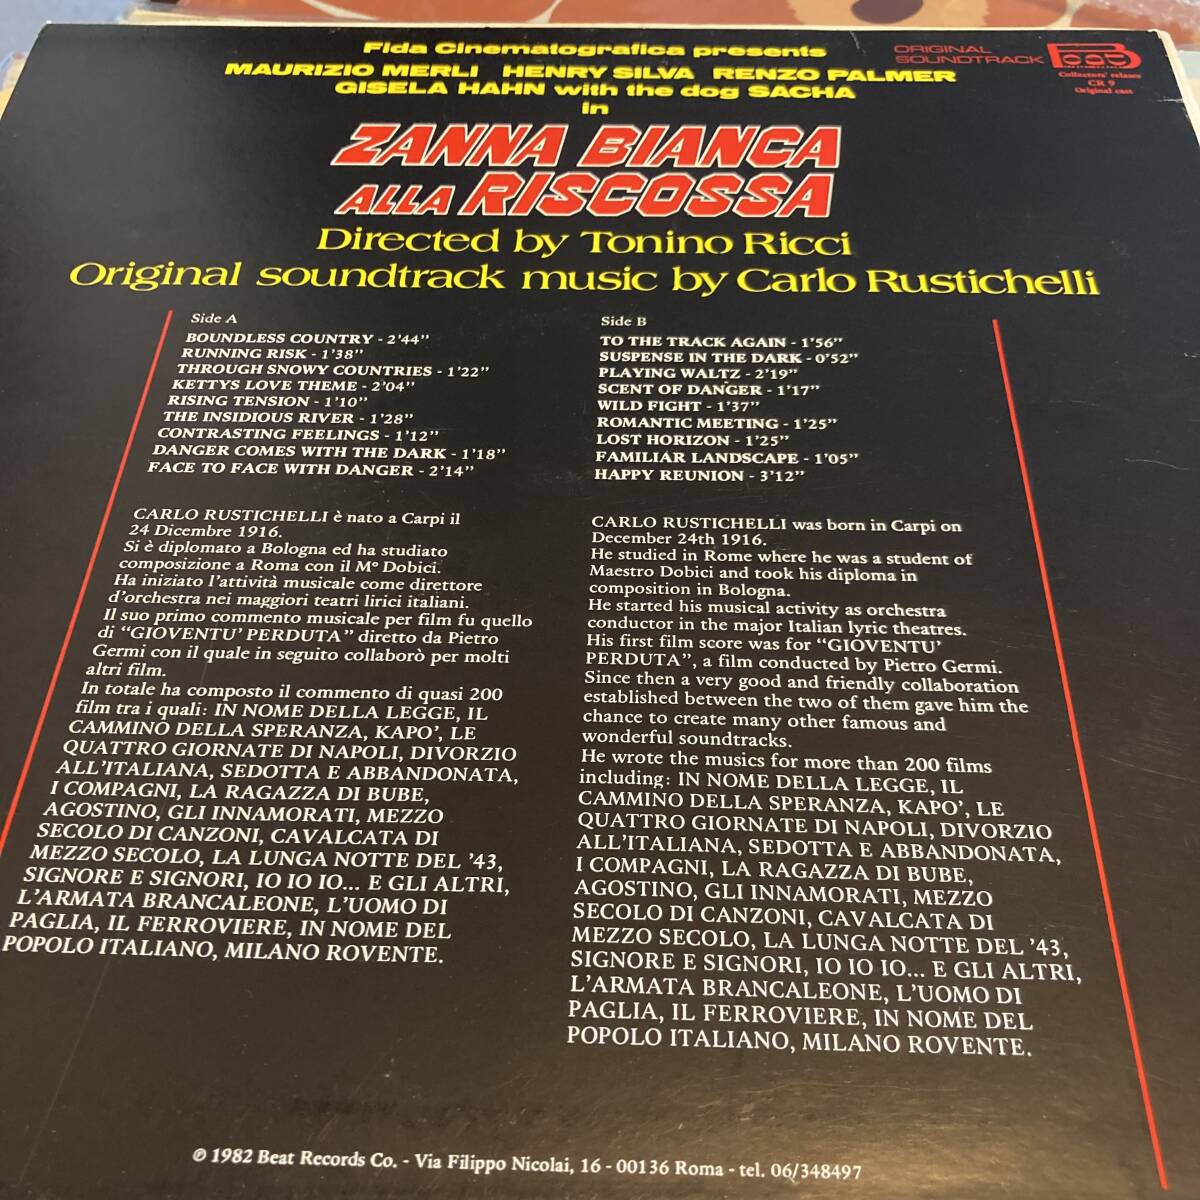 Fida Cinematografica presents
MAURIZIO MERLI HENRY SILVA RENZO PALMER
GISELA HAHN with the dog SACHA
in
ZANNA BIANCA
ALLA RISCOSSA
Directed by Tonino Ricci
Original soundtrack music by Carlo Rustichelli
ORIGINAL
SOUNDTRACK
Beat
Collectors' relases
CR 9
Original cast
Side A
BOUNDLESS COUNTRY - 2'44"
RUNNING RISK - 1'38"
THROUGH SNOWY COUNTRIES - 1'22"
KETTYS LOVE THEME - 2'04"
RISING TENSION - 1'10"
THE INSIDIOUS RIVER - 1'28"
CONTRASTING FEELINGS - 1'12"
DANGER COMES WITH THE DARK - 1'18"
FACE TO FACE WITH DANGER - 2'14"
Side B
TO THE TRACK AGAIN - 1'56"
SUSPENSE IN THE DARK - 0'52"
PLAYING WALTZ - 2'19"
SCENT OF DANGER - 1'17"
WILD FIGHT - 1'37"
ROMANTIC MEETING - 1'25"
LOST HORIZON - 1'25"
FAMILIAR LANDSCAPE - 1'05"
HAPPY REUNION - 3'12"
CARLO RUSTICHELLI è nato a Carpi il
24 Dicembre 1916.
Si è diplomato a Bologna ed ha studiato
composizione a Roma con il M° Dobici.
Ha iniziato l'attività musicale come direttore
d'orchestra nei maggiori teatri lirici italiani.
Il suo primo commento musicale per film fu quello
di "GIOVENTU' PERDUTA" diretto da Pietro
Germi con il quale in seguito collaborò per molti
altri film.
In totale ha composto il commento di quasi 200
film tra i quali: IN NOME DELLA LEGGE, IL
CAMMINO DELLA SPERANZA, KAPO', LE
QUATTRO GIORNATE DI NAPOLI, DIVORZIO
ALL'ITALIANA, SEDOTTA E ABBANDONATA,
I COMPAGNI, LA RAGAZZA DI BUBE,
AGOSTINO, GLI INNAMORATI, MEZZO
SECOLO DI CANZONI, CAVALCATA DI
MEZZO SECOLO, LA LUNGA NOTTE DEL '43,
SIGNORE E SIGNORI, IO IO IO... E GLI ALTRI,
L'ARMATA BRANCALEONE, L'UOMO DI
PAGLIA, IL FERROVIERE, IN NOME DEL
POPOLO ITALIANO, MILANO ROVENTE.
CARLO RUSTICHELLI was born in Carpi on
December 24th 1916.
He studied in Rome where he was a student of
Maestro Dobici and took his diploma in
composition in Bologna.
He started his musical activity as orchestra
conductor in the major Italian lyric theatres.
His first film score was for "GIOVENTU'
PERDUTA", a film conducted by Pietro Germi.
Since then a very good and friendly collaboration
established between the two of them gave him the
chance to create many other famous and
wonderful soundtracks.
He wrote the musics for more than 200 films
including: IN NOME DELLA LEGGE, IL
CAMMINO DELLA SPERANZA, KAPO', LE
QUATTRO GIORNATE DI NAPOLI, DIVORZIO
ALL'ITALIANA, SEDOTTA E ABBANDONATA,
I COMPAGNI, LA RAGAZZA DI BUBE,
AGOSTINO, GLI INNAMORATI, MEZZO
SECOLO DI CANZONI, CAVALCATA DI
MEZZO SECOLO, LA LUNGA NOTTE DEL '43,
SIGNORE E SIGNORI, IO IO IO... E GLI ALTRI,
L'ARMATA BRANCALEONE, L'UOMO DI
PAGLIA, IL FERROVIERE, IN NOME DEL
POPOLO ITALIANO, MILANO ROVENTE.
℗ 1982 Beat Records Co. - Via Filippo Nicolai, 16 - 00136 Roma - tel. 06/348497